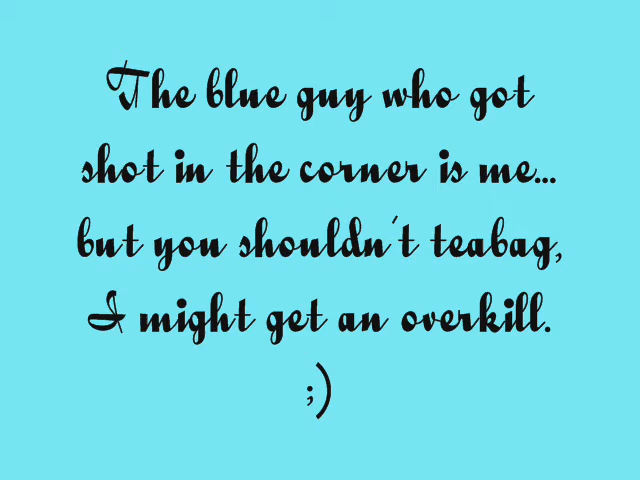 The blue guy who got
shot in the corner is me...
but you shouldn't teabag,
I might get an overkill.
;)